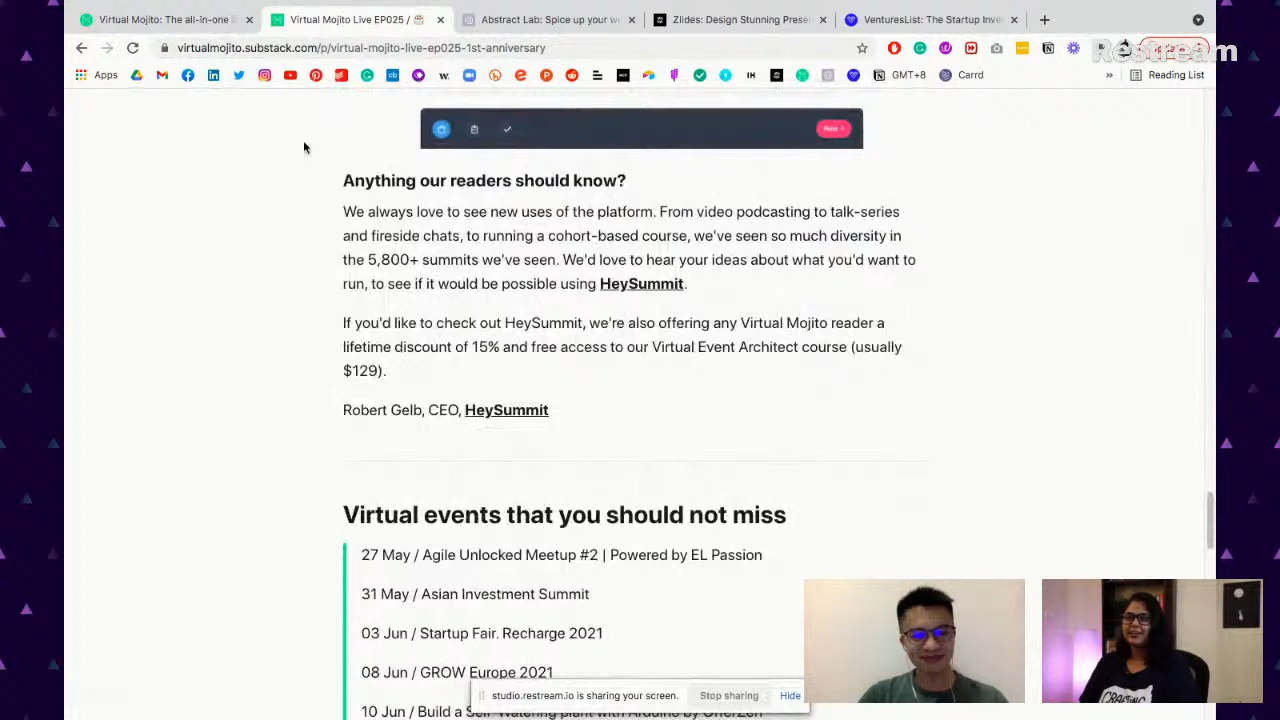 Virtual Mojito: The all-in-one
Virtual Mojito Live EP025 /
Abstract Lab: Spice up your w
Zlides: Design Stunning Prese
VenturesList: The Startup Inve
virtualmojito.substack.com/p/virtual-mojito-live-ep025-1st-anniversary
Restream
Apps
GMT+8
Carrd
Reading List
Anything our readers should know?
We always love to see new uses of the platform. From video podcasting to talk-series
and fireside chats, to running a cohort-based course, we've seen so much diversity in
the 5,800+ summits we've seen. We'd love to hear your ideas about what you'd want to
run, to see if it would be possible using HeySummit.
If you'd like to check out HeySummit, we're also offering any Virtual Mojito reader a
lifetime discount of 15% and free access to our Virtual Event Architect course (usually
$129).
Robert Gelb, CEO, HeySummit
Virtual events that you should not miss
27 May / Agile Unlocked Meetup #2 | Powered by EL Passion
31 May / Asian Investment Summit
03 Jun / Startup Fair. Recharge 2021
08 Jun / GROW Europe 2021
studio.restream.io is sharing your screen.
Stop sharing
Hide
10 Jun / Build a Self-Watering plant with Arduino by